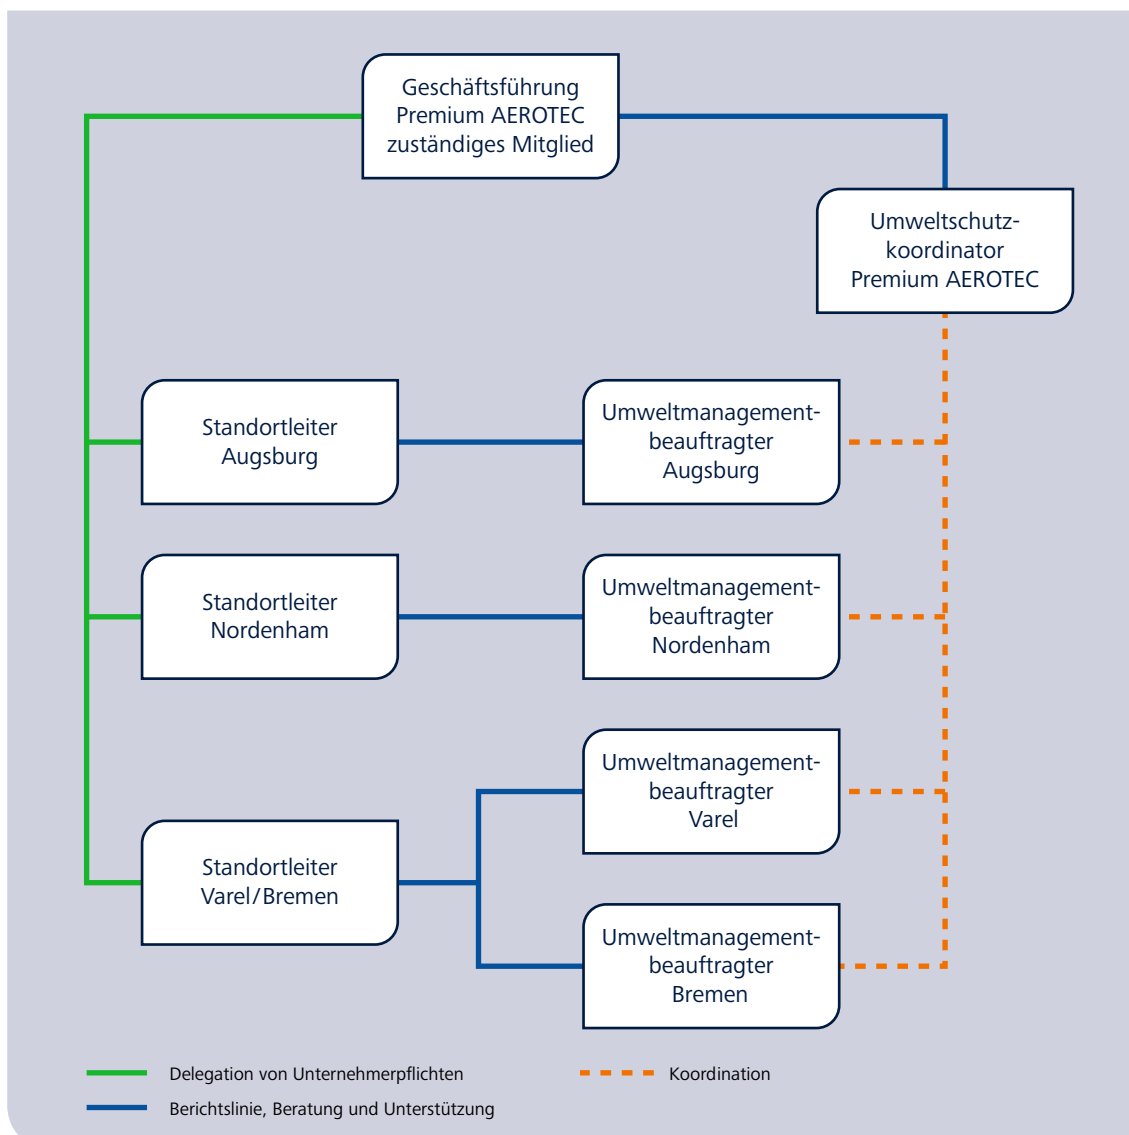 Geschäftsführung
Premium AEROTEC
zuständiges Mitglied
Umweltschutz-
koordinator
Premium AEROTEC
Standortleiter
Augsburg
Umweltmanagement-
beauftragter
Augsburg
Standortleiter
Nordenham
Umweltmanagement-
beauftragter
Nordenham
Umweltmanagement-
beauftragter
Varel
Standortleiter
Varel/Bremen
Umweltmanagement-
beauftragter
Bremen
Delegation von Unternehmerpflichten
Koordination
Berichtslinie, Beratung und Unterstützung